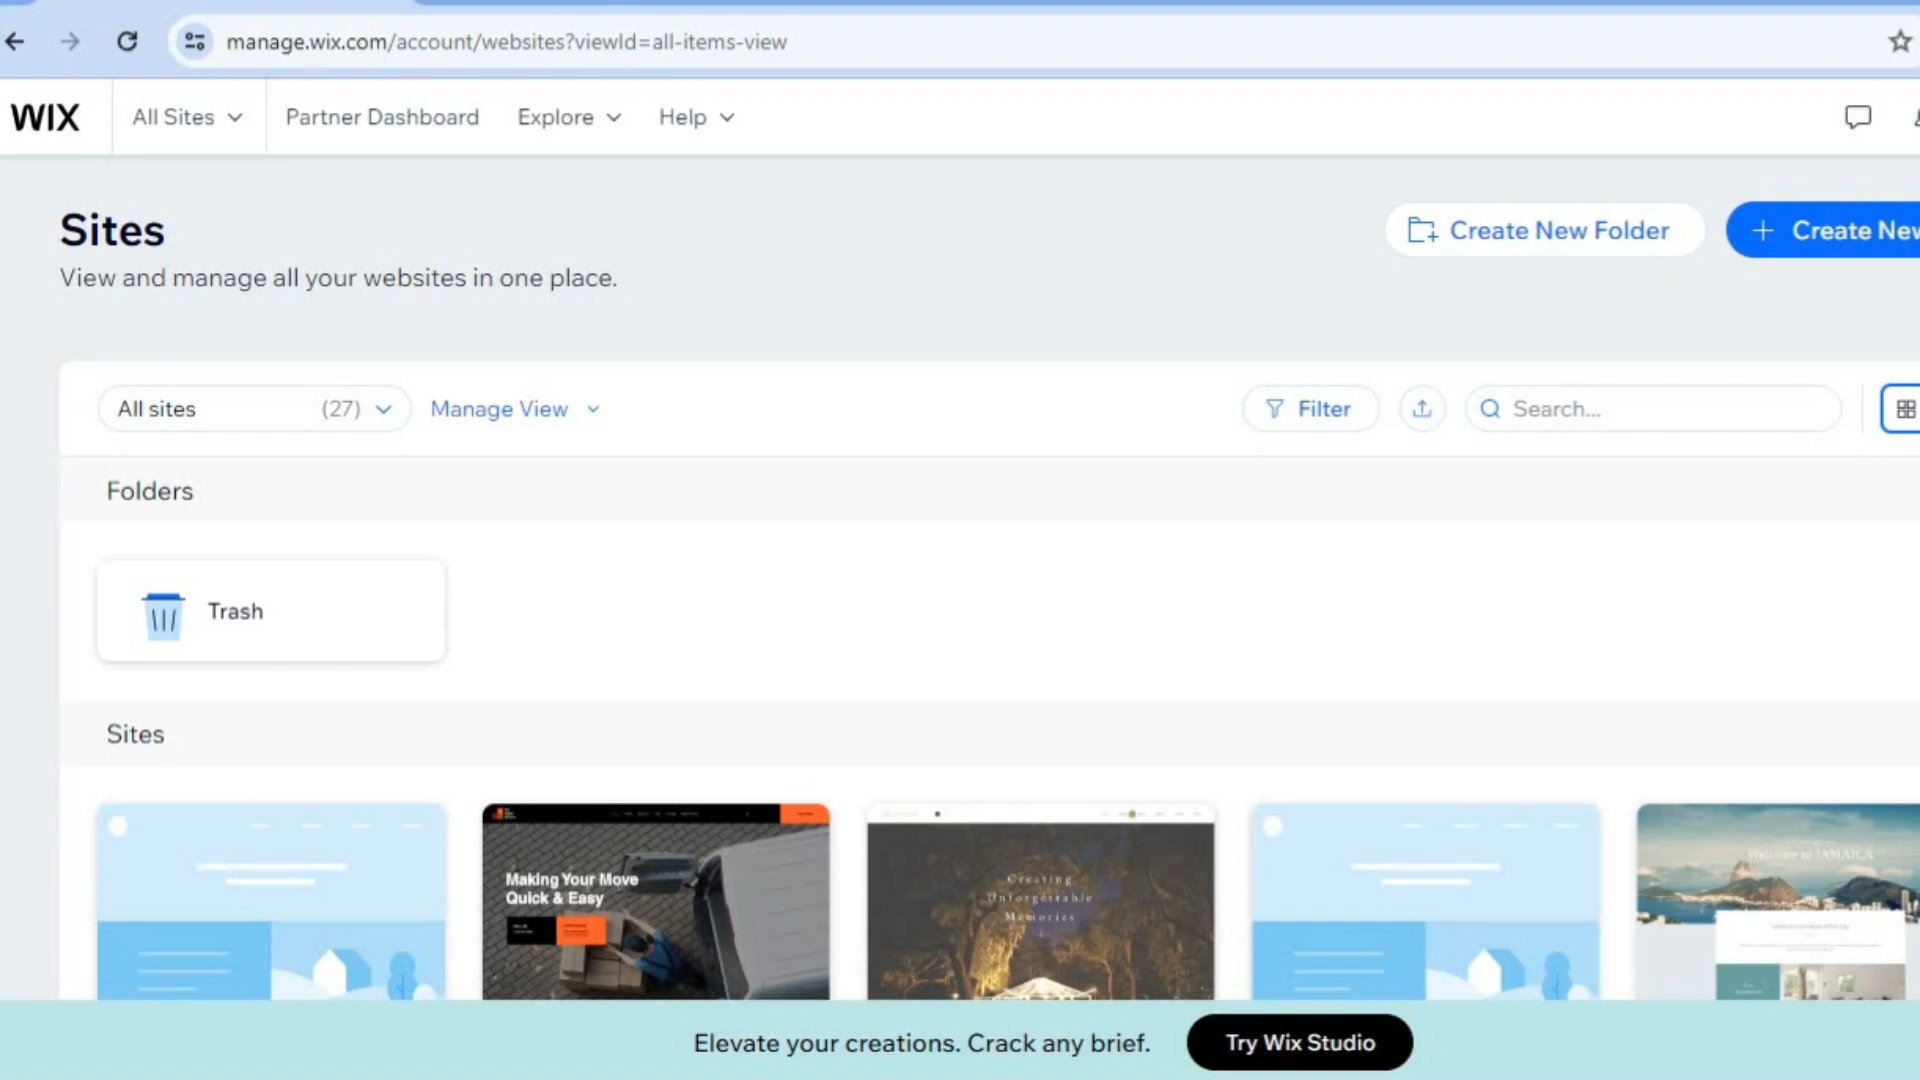 manage.wix.com/account/websites?viewId=all-items-view
WIX
All Sites
Partner Dashboard
Explore
Help
Sites
View and manage all your websites in one place.
Create New Folder
+ Create New
All sites (27)
Manage View
Filter
Search...
Folders
Trash
Sites
Making Your Move
Quick & Easy
Creating
Unforgettable
Memories
Welcome to JAMAICA
Elevate your creations. Crack any brief.
Try Wix Studio